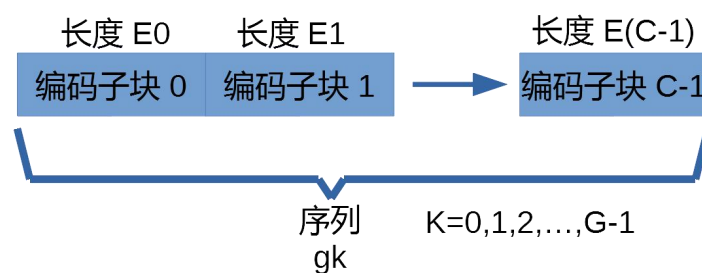 长度 E0
长度 E1
长度 E(C-1)
编码子块 0
编码子块 1
编码子块 C-1
序列
gk
K=0,1,2,...,G-1